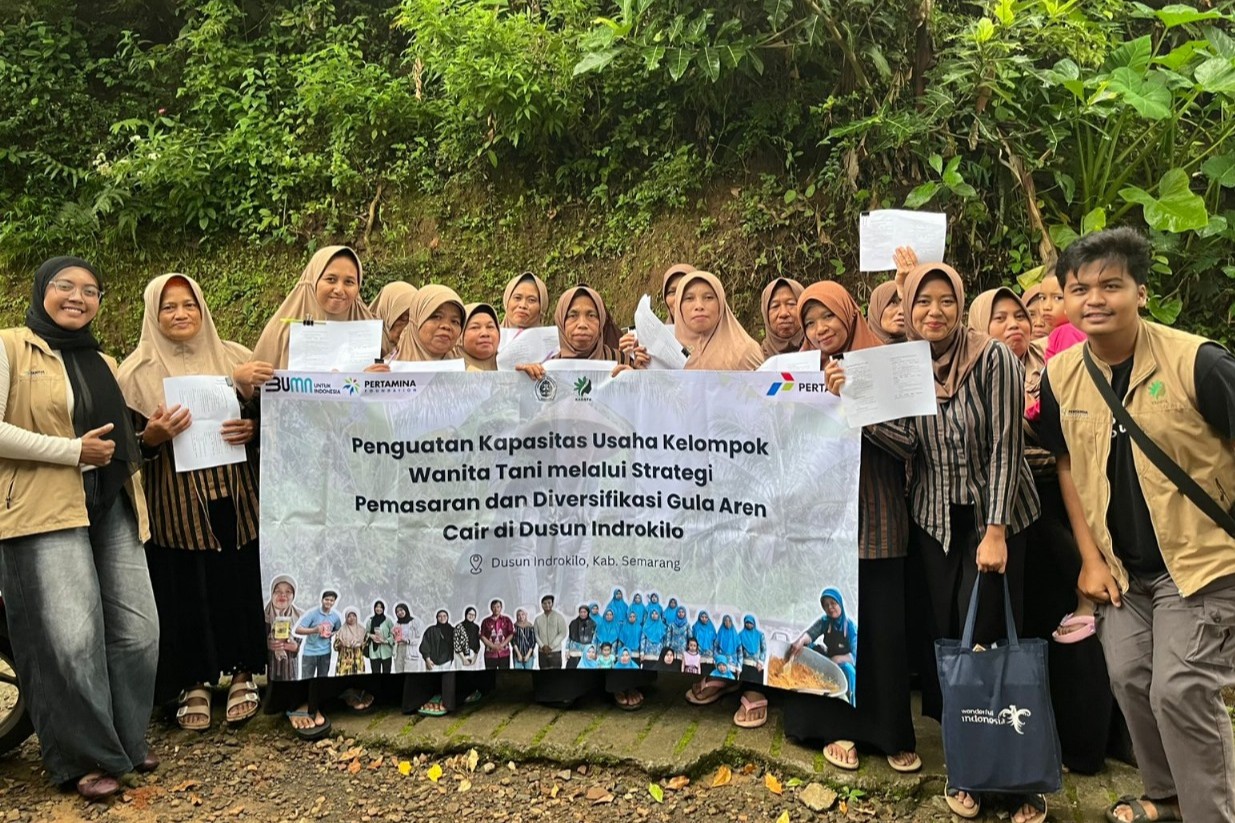 BUMN UNTUK INDONESIA
PERTAMINA FOUNDATION
PERTA
Penguatan Kapasitas Usaha Kelompok
Wanita Tani melalui Strategi
Pemasaran dan Diversifikasi Gula Aren
Cair di Dusun Indrokilo
Dusun Indrokilo, Kab. Semarang
wonderful
indonesia